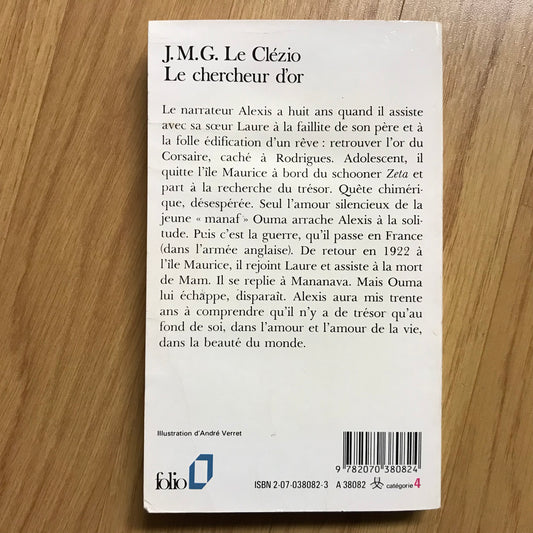 J.M.G. Le Clézio
Le chercheur d'or
Le narrateur Alexis a huit ans quand il assiste
avec sa sœur Laure à la faillite de son père et à
la folle édification d'un rêve : retrouver l'or du
Corsaire, caché à Rodrigues. Adolescent, il
quitte l'île Maurice à bord du schooner Zeta et
part à la recherche du trésor. Quête chiméri-
que, désespérée. Seul l'amour silencieux de la
jeune « manaf » Ouma arrache Alexis à la soli-
tude. Puis c'est la guerre, qu'il passe en France
(dans l'armée anglaise). De retour en 1922 à
l'île Maurice, il rejoint Laure et assiste à la mort
de Mam. Il se replie à Mananava. Mais Ouma
lui échappe, disparaît. Alexis aura mis trente
ans à comprendre qu'il n'y a de trésor qu'au
fond de soi, dans l'amour et l'amour de la vie,
dans la beauté du monde.
Illustration d'André Verret
9 782070 380824
folio
ISBN 2-07-038082-3 A 38082 catégorie 4